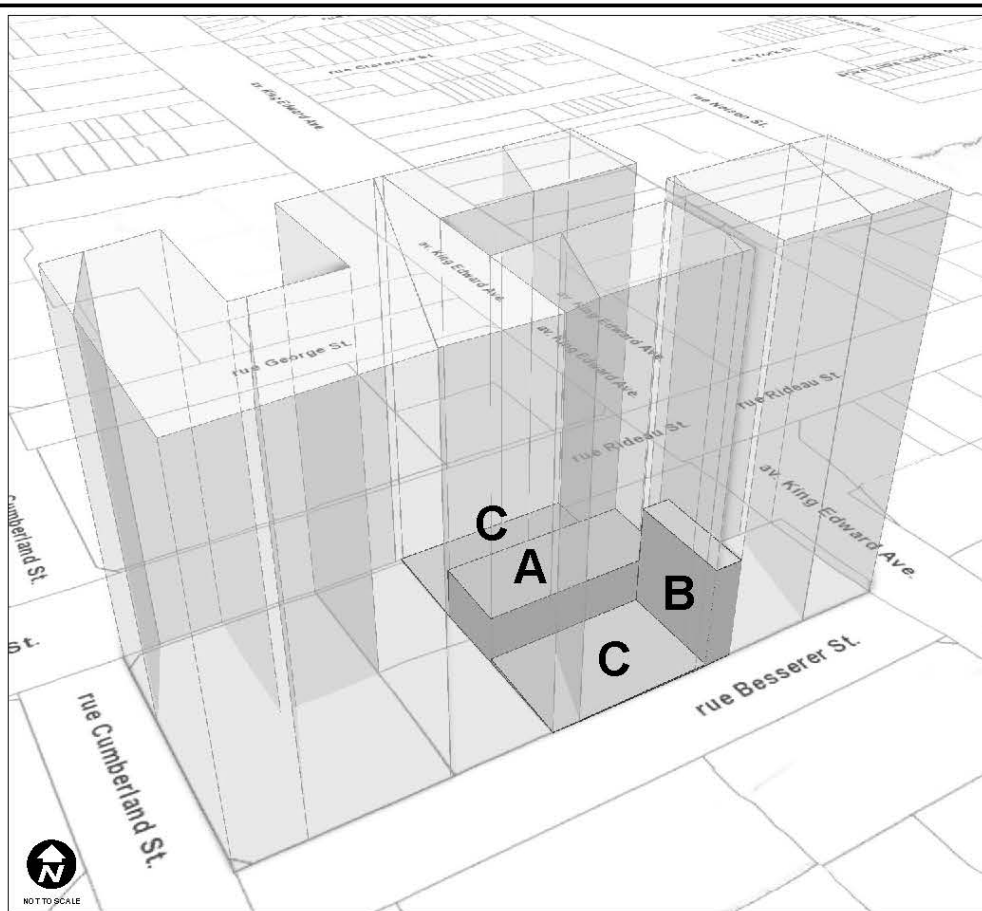 rue Clarence St.
rue York St.
av. King Edward Ave.
rue Nelson St.
av. King Edward Ave.
av. King Edward Ave.
av. King Edward Ave.
rue George St.
rue Rideau St.
rue Rideau St.
av. King Edward Ave.
Cumberland St.
St.
C
A
B
C
rue Besserer St.
rue Cumberland St.
N
NOT TO SCALE